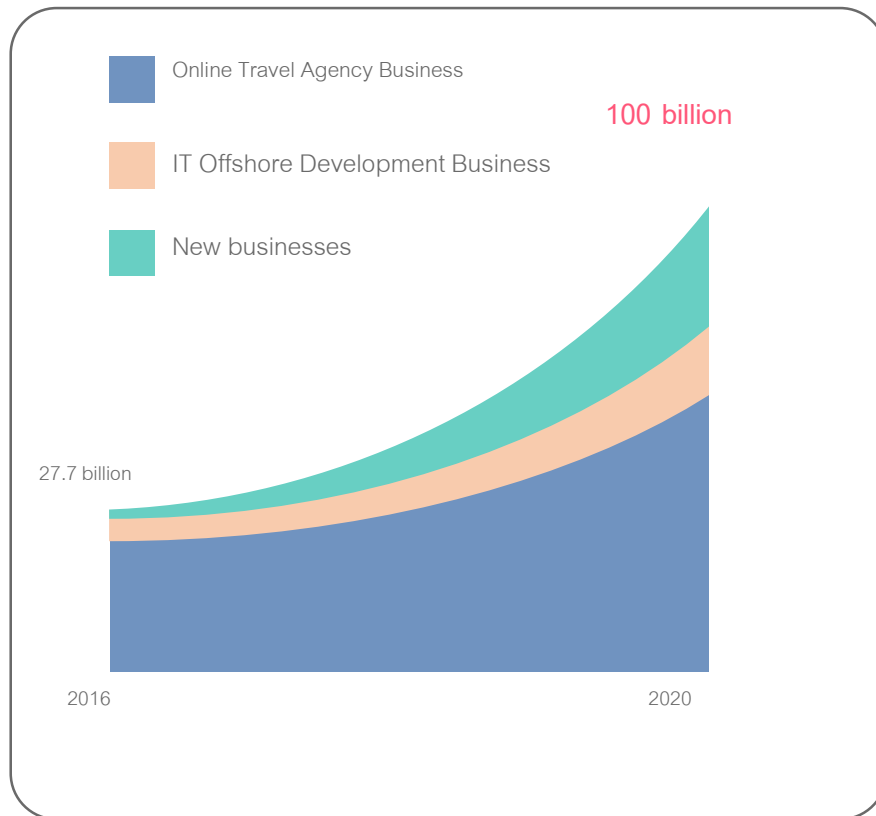 Online Travel Agency Business
100 billion
IT Offshore Development Business
New businesses
27.7 billion
2016
2020